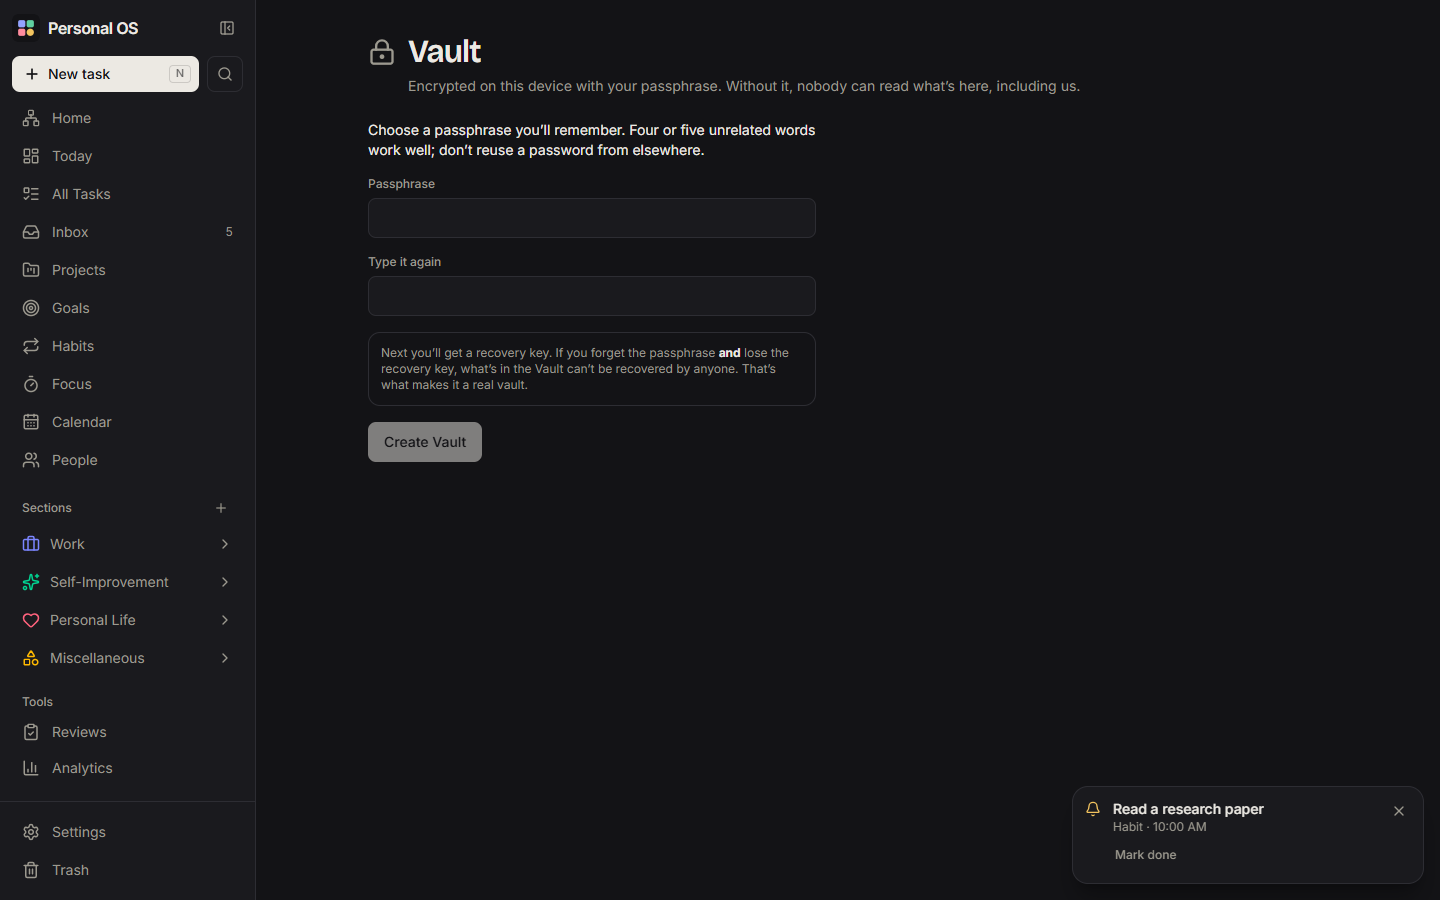 Personal OS
New task
N
Home
Today
All Tasks
Inbox
5
Projects
Goals
Habits
Focus
Calendar
People
Sections
Work
Self-Improvement
Personal Life
Miscellaneous
Tools
Reviews
Analytics
Settings
Trash
Vault
Encrypted on this device with your passphrase. Without it, nobody can read what’s here, including us.
Choose a passphrase you’ll remember. Four or five unrelated words
work well; don’t reuse a password from elsewhere.
Passphrase
Type it again
Next you’ll get a recovery key. If you forget the passphrase and lose the
recovery key, what’s in the Vault can’t be recovered by anyone. That’s
what makes it a real vault.
Create Vault
Read a research paper
Habit · 10:00 AM
Mark done